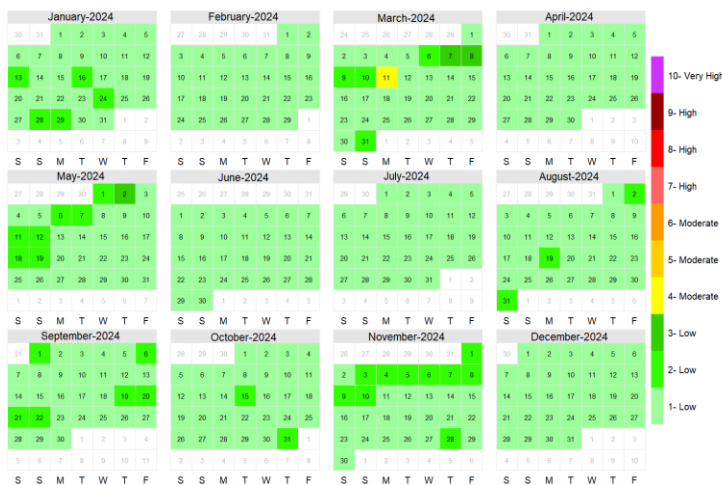 January-2024
30 31 1 2 3 4 5
6 7 8 9 10 11 12
13 14 15 16 17 18 19
20 21 22 23 24 25 26
27 28 29 30 31 1 2
3 4 5 6 7 8 9
S S M T W T F
February-2024
27 28 29 30 31 1 2
3 4 5 6 7 8 9
10 11 12 13 14 15 16
17 18 19 20 21 22 23
24 25 26 27 28 29 1
2 3 4 5 6 7 8
S S M T W T F
March-2024
24 25 26 27 28 29 1
2 3 4 5 6 7 8
9 10 11 12 13 14 15
16 17 18 19 20 21 22
23 24 25 26 27 28 29
30 31 1 2 3 4 5
S S M T W T F
April-2024
30 31 1 2 3 4 5
6 7 8 9 10 11 12
13 14 15 16 17 18 19
20 21 22 23 24 25 26
27 28 29 30 1 2 3
4 5 6 7 8 9 10
S S M T W T F
May-2024
27 28 29 30 1 2 3
4 5 6 7 8 9 10
11 12 13 14 15 16 17
18 19 20 21 22 23 24
25 26 27 28 29 30 31
1 2 3 4 5 6 7
S S M T W T F
June-2024
25 26 27 28 29 30 31
1 2 3 4 5 6 7
8 9 10 11 12 13 14
15 16 17 18 19 20 21
22 23 24 25 26 27 28
29 30 1 2 3 4 5
S S M T W T F
July-2024
29 30 1 2 3 4 5
6 7 8 9 10 11 12
13 14 15 16 17 18 19
20 21 22 23 24 25 26
27 28 29 30 31 1 2
3 4 5 6 7 8 9
S S M T W T F
August-2024
27 28 29 30 31 1 2
3 4 5 6 7 8 9
10 11 12 13 14 15 16
17 18 19 20 21 22 23
24 25 26 27 28 29 30
31 1 2 3 4 5 6
S S M T W T F
September-2024
31 1 2 3 4 5 6
7 8 9 10 11 12 13
14 15 16 17 18 19 20
21 22 23 24 25 26 27
28 29 30 1 2 3 4
5 6 7 8 9 10 11
S S M T W T F
October-2024
28 29 30 1 2 3 4
5 6 7 8 9 10 11
12 13 14 15 16 17 18
19 20 21 22 23 24 25
26 27 28 29 30 31 1
2 3 4 5 6 7 8
S S M T W T F
November-2024
26 27 28 29 30 31 1
2 3 4 5 6 7 8
9 10 11 12 13 14 15
16 17 18 19 20 21 22
23 24 25 26 27 28 29
30 1 2 3 4 5 6
S S M T W T F
December-2024
30 1 2 3 4 5 6
7 8 9 10 11 12 13
14 15 16 17 18 19 20
21 22 23 24 25 26 27
28 29 30 31 1 2 3
4 5 6 7 8 9 10
S S M T W T F
10- Very High
9- High
8- High
7- High
6- Moderate
5- Moderate
4- Moderate
3- Low
2- Low
1- Low